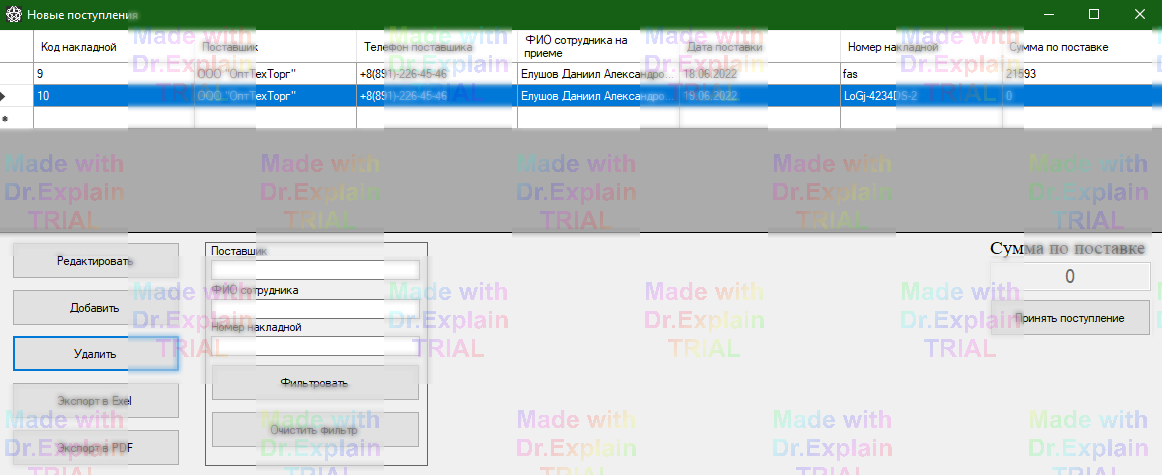 Новые поступления
Код накладной Поставщик Телефон поставщика ФИО сотрудника на приеме Дата поставки Номер накладной Сумма по поставке
9 ООО "ОптТехТорг" +8(891)-226-45-46 Елушов Даниил Александро... 18.06.2022 fas 21593
10 ООО "ОптТехТорг" +8(891)-226-45-46 Елушов Даниил Александро... 19.06.2022 LoGj-4234DS-2 0
Редактировать
Добавить
Удалить
Экспорт в Exel
Экспорт в PDF
Поставщик
ФИО сотрудника
Номер накладной
Фильтровать
Очистить фильтр
Сумма по поставке
0
Принять поступление
Made with
Dr.Explain
TRIAL